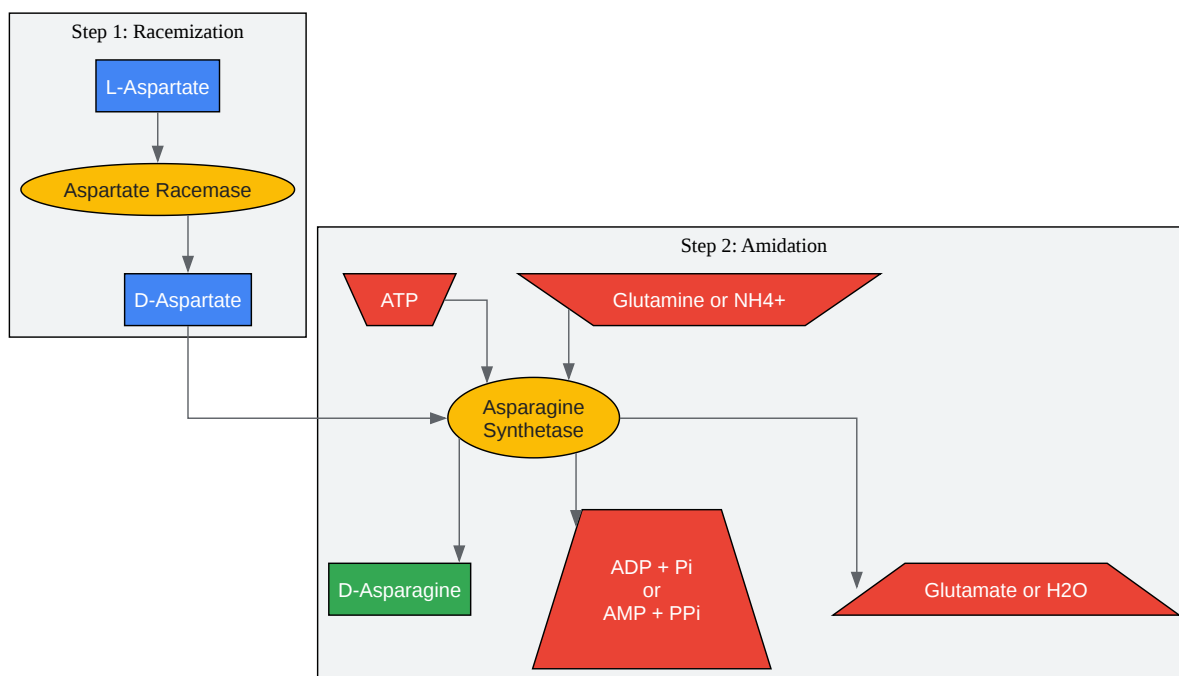 Step 1: Racemization
L-Aspartate
Aspartate Racemase
D-Aspartate
Step 2: Amidation
ATP
Glutamine or NH4+
Asparagine
Synthetase
D-Asparagine
ADP + Pi
or
AMP + PPi
Glutamate or H2O